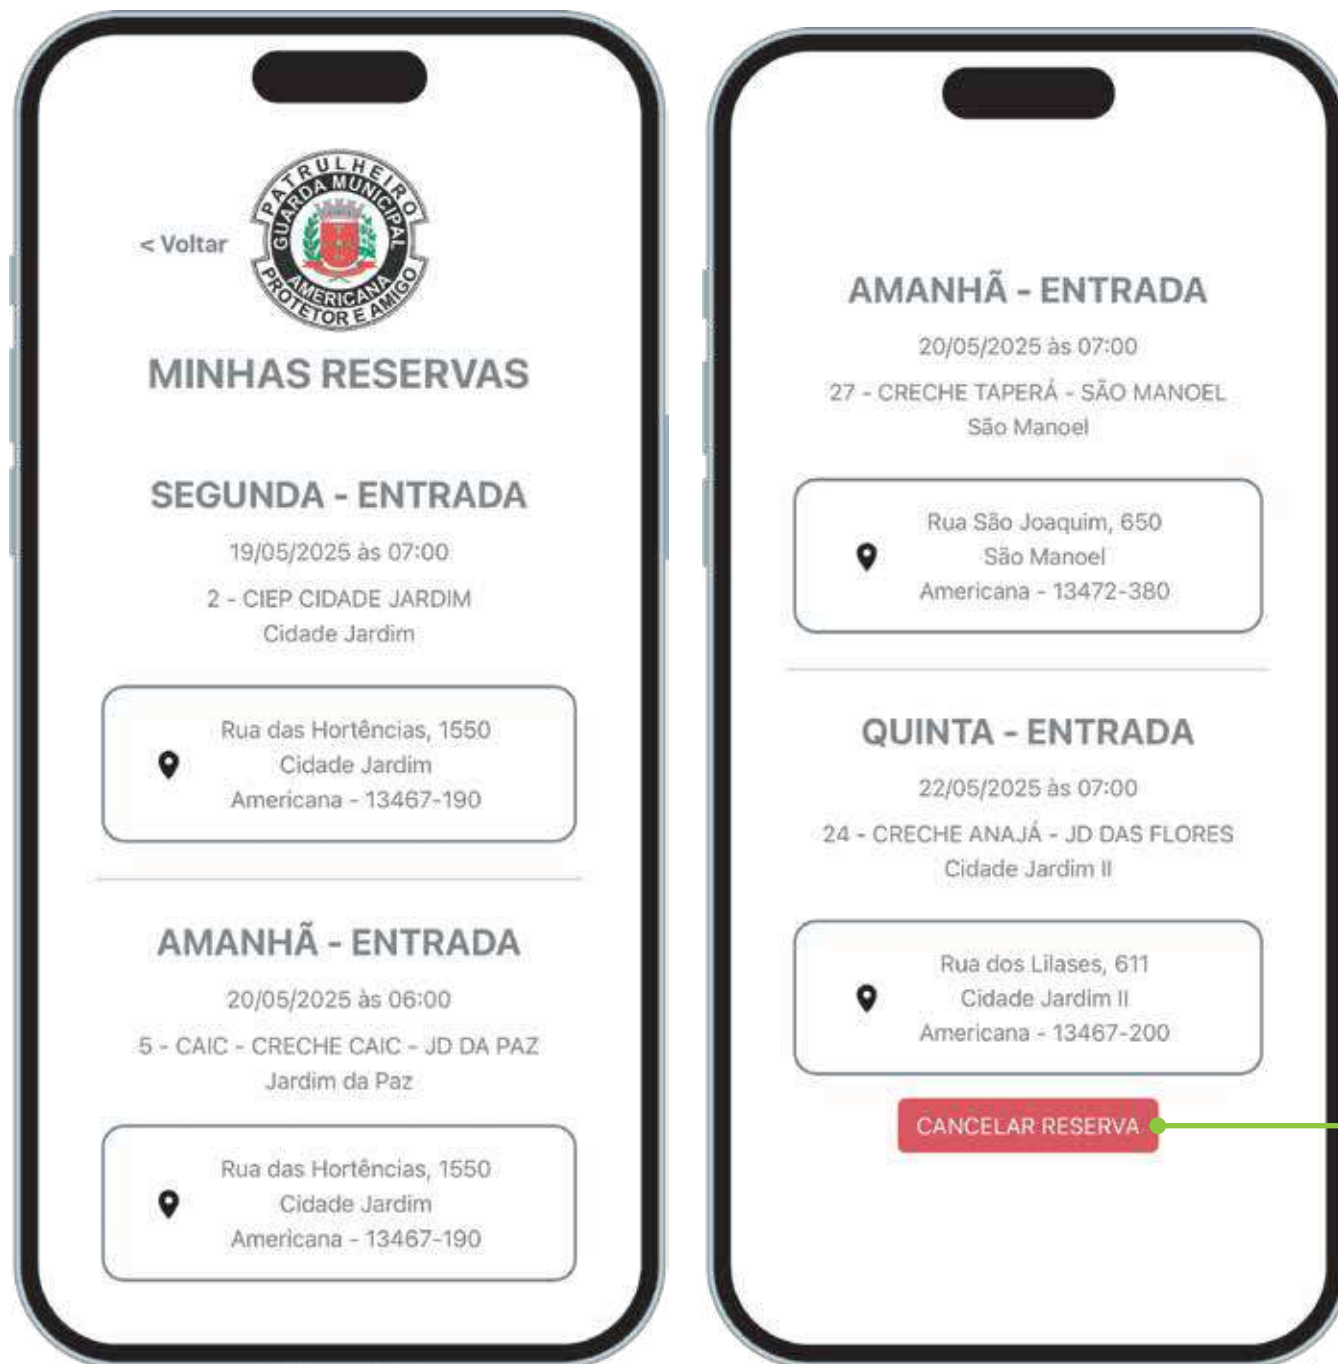 PATRULHEIRO
GUARDA MUNICIPAL
AMERICANA
PROTETOR E AMIGO
< Voltar
MINHAS RESERVAS
SEGUNDA - ENTRADA
19/05/2025 às 07:00
2 - CIEP CIDADE JARDIM
Cidade Jardim
Rua das Hortências, 1550
Cidade Jardim
Americana - 13467-190
AMANHÃ - ENTRADA
20/05/2025 às 06:00
5 - CAIC - CRECHE CAIC - JD DA PAZ
Jardim da Paz
Rua das Hortências, 1550
Cidade Jardim
Americana - 13467-190
AMANHÃ - ENTRADA
20/05/2025 às 07:00
27 - CRECHE TAPERÁ - SÃO MANOEL
São Manoel
Rua São Joaquim, 650
São Manoel
Americana - 13472-380
QUINTA - ENTRADA
22/05/2025 às 07:00
24 - CRECHE ANAJÁ - JD DAS FLORES
Cidade Jardim II
Rua dos Lilases, 611
Cidade Jardim II
Americana - 13467-200
CANCELAR RESERVA